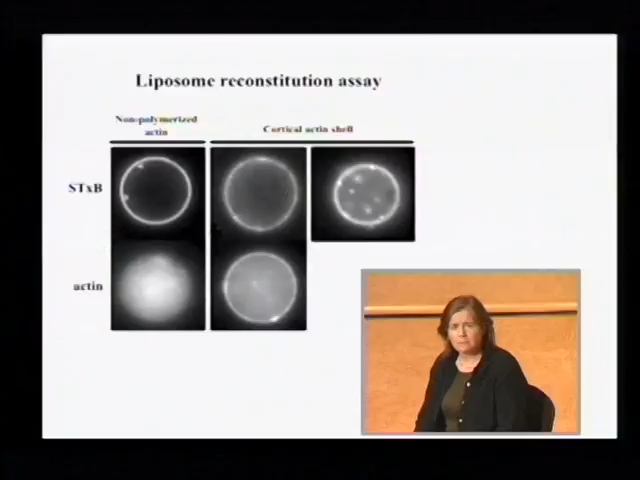 Liposome reconstitution assay
Non-polymerized
actin
Cortical actin shell
STxB
actin